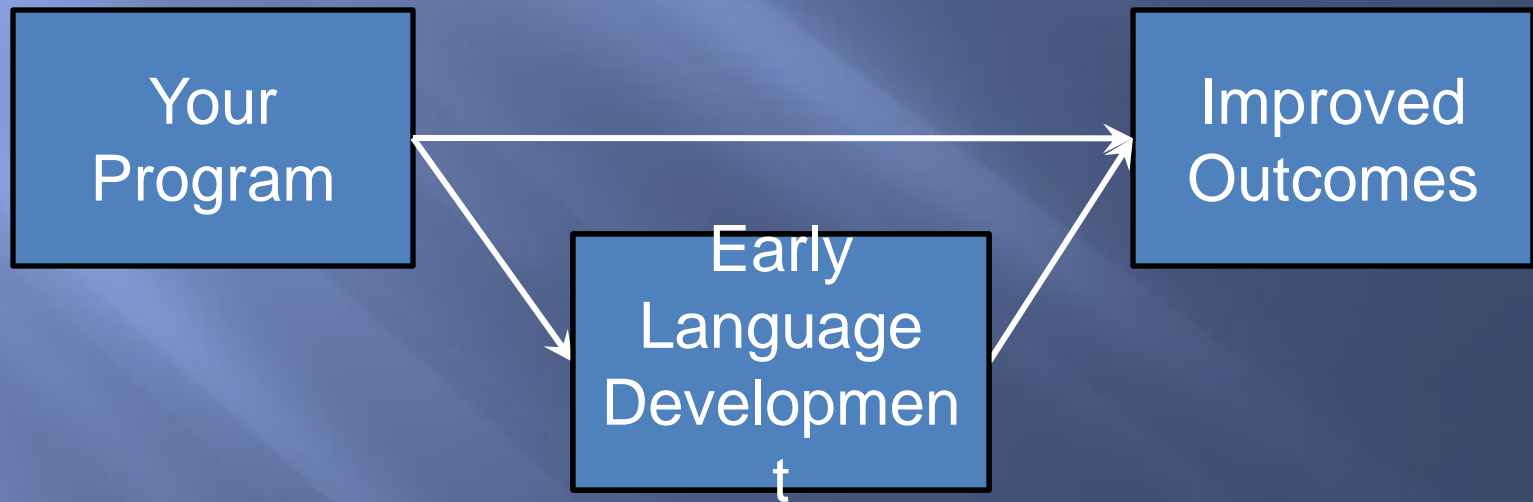 Your
Program
Improved
Outcomes
Early
Language
Developmen
t